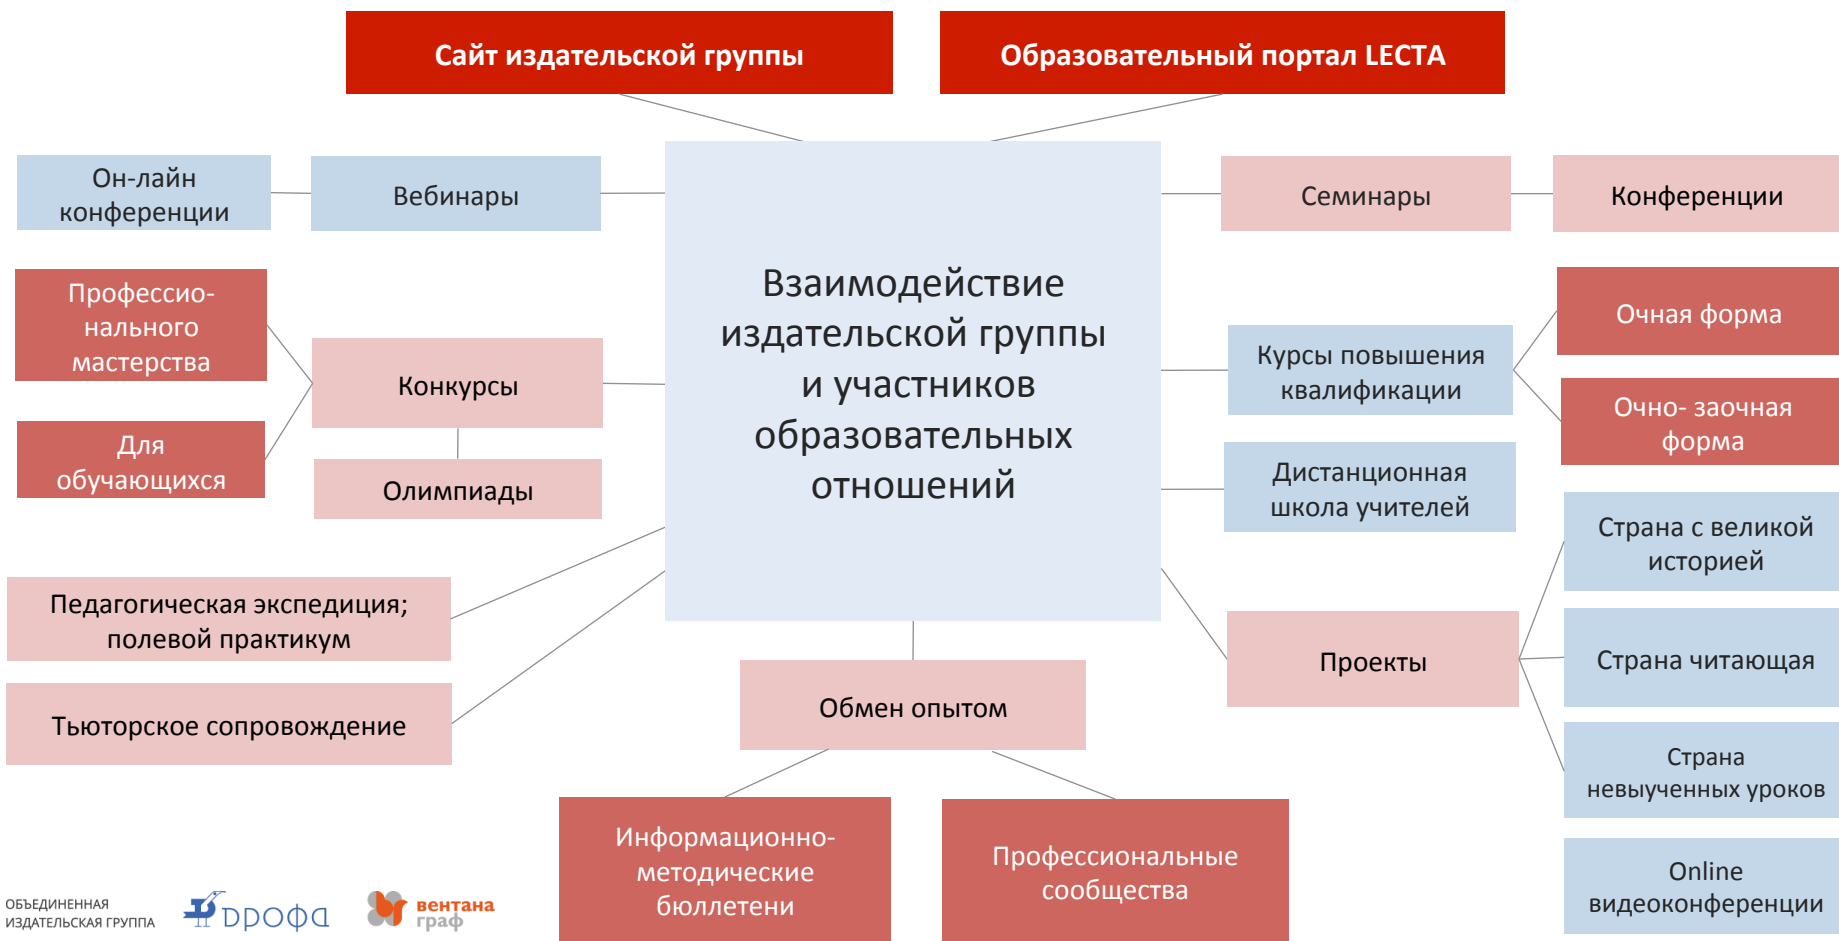 Сайт издательской группы
Образовательный портал LECTA
Он-лайн
конференции
Вебинары
Семинары
Конференции
Взаимодействие
издательской группы
и участников
образовательных
отношений
Профессио-
нального
мастерства
Для
обучающихся
Конкурсы
Олимпиады
Курсы повышения
квалификации
Очная форма
Очно- заочная
форма
Дистанционная
школа учителей
Страна с великой
историей
Страна читающая
Страна
невыученных уроков
Online
видеоконференции
Проекты
Педагогическая экспедиция;
полевой практикум
Тьюторское сопровождение
Обмен опытом
Информационно-
методические
бюллетени
Профессиональные
сообщества
ОБЪЕДИНЕННАЯ
ИЗДАТЕЛЬСКАЯ ГРУППА
дрофа
вентана
граф